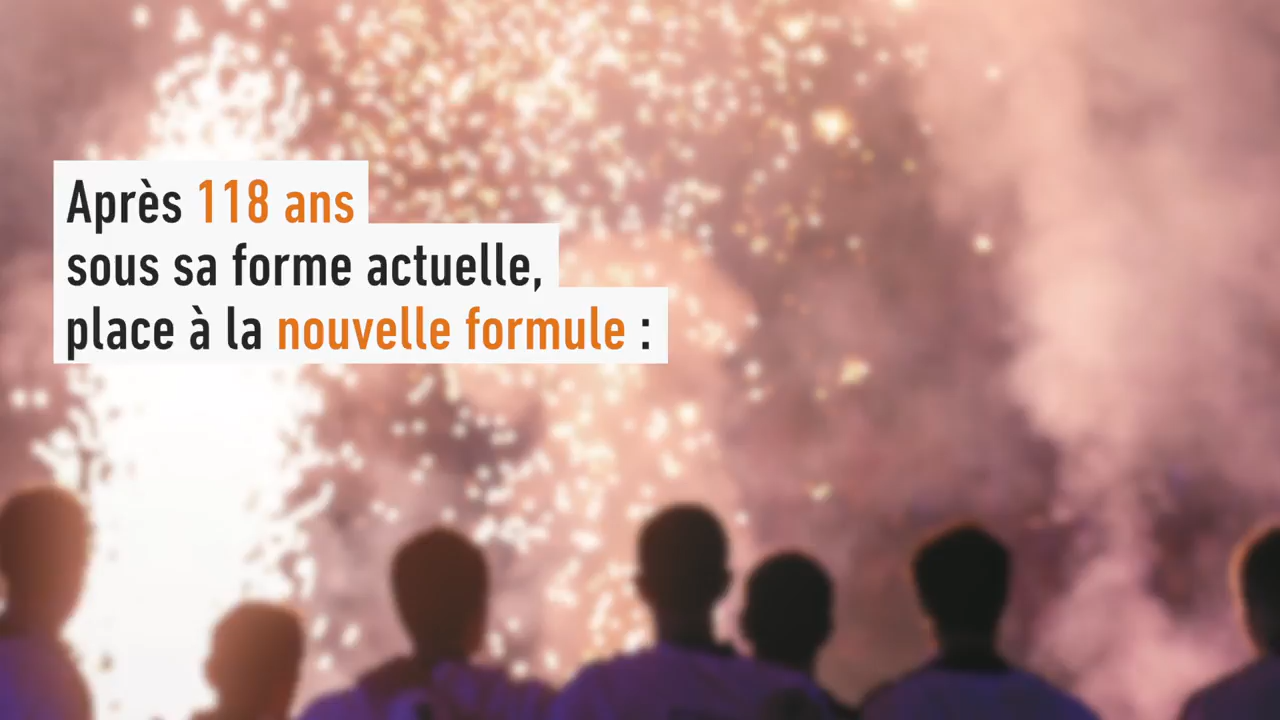 Après 118 ans
sous sa forme actuelle,
place à la nouvelle formule :